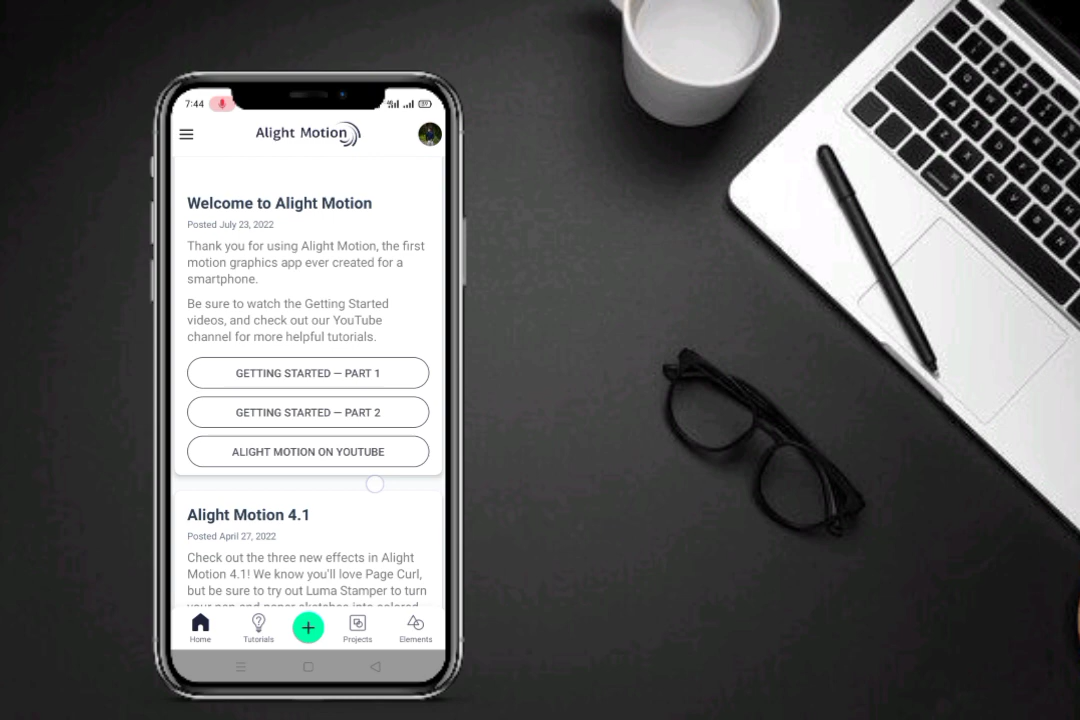 7:44
89
Alight Motion
Welcome to Alight Motion
Posted July 23, 2022
Thank you for using Alight Motion, the first
motion graphics app ever created for a
smartphone.
Be sure to watch the Getting Started
videos, and check out our YouTube
channel for more helpful tutorials.
GETTING STARTED — PART 1
GETTING STARTED — PART 2
ALIGHT MOTION ON YOUTUBE
Alight Motion 4.1
Posted April 27, 2022
Check out the three new effects in Alight
Motion 4.1! We know you'll love Page Curl,
but be sure to try out Luma Stamper to turn
Home
Tutorials
Projects
Elements